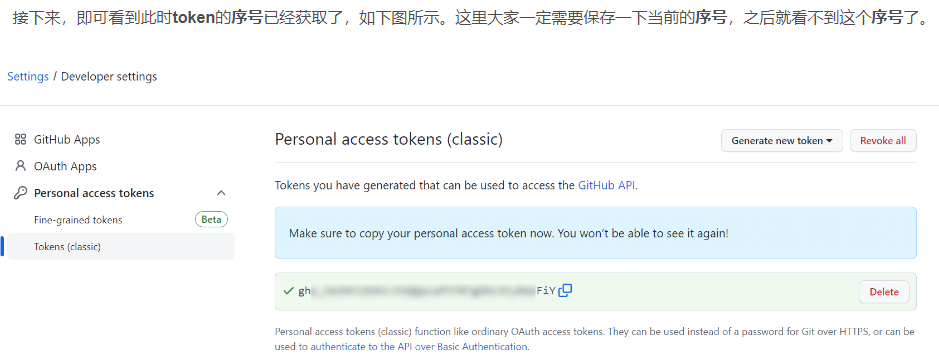 接下来，即可看到此时token的序号已经获取了，如下图所示。这里大家一定需要保存一下当前的序号，之后就看不到这个序号了。
Settings / Developer settings
GitHub Apps
OAuth Apps
Personal access tokens
Fine-grained tokens Beta
Tokens (classic)
Personal access tokens (classic)
Generate new token
Revoke all
Tokens you have generated that can be used to access the GitHub API.
Make sure to copy your personal access token now. You won't be able to see it again!
gh FiY
Delete
Personal access tokens (classic) function like ordinary OAuth access tokens. They can be used instead of a password for Git over HTTPS, or can be
used to authenticate to the API over Basic Authentication.